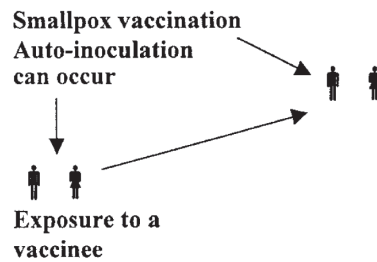 Smallpox vaccination
Auto-inoculation
can occur
Exposure to a
vaccinee